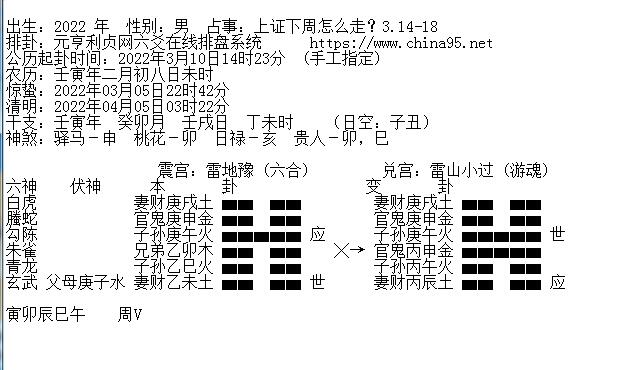 出生：2022 年　性别：男　占事：上证下周怎么走？3.14-18
排卦：元亨利贞网六爻在线排盘系统　　　https://www.china95.net
公历起卦时间：2022年3月10日14时23分　（手工指定）
农历：壬寅年二月初八日未时
惊蛰：2022年03月05日22时42分
清明：2022年04月05日03时22分
干支：壬寅年　癸卯月　壬戌日　丁未时　　（日空：子丑）
神煞：驿马－申　桃花－卯　日禄－亥　贵人－卯，巳
震宫：雷地豫（六合）　　　　兑宫：雷山小过（游魂）
六神　　伏神　　　本　　　卦　　　　　　　　变　　　卦
白虎　　妻财庚戌土　　妻财庚戌土
螣蛇　　官鬼庚申金　　官鬼庚申金
勾陈　　子孙庚午火　　应　　子孙庚午火　　世
朱雀　　兄弟乙卯木　　×→　官鬼丙申金
青龙　　子孙乙巳火　　子孙丙午火
玄武　父母庚子水　妻财乙未土　　世　　妻财丙辰土　　应
寅卯辰巳午　　周V